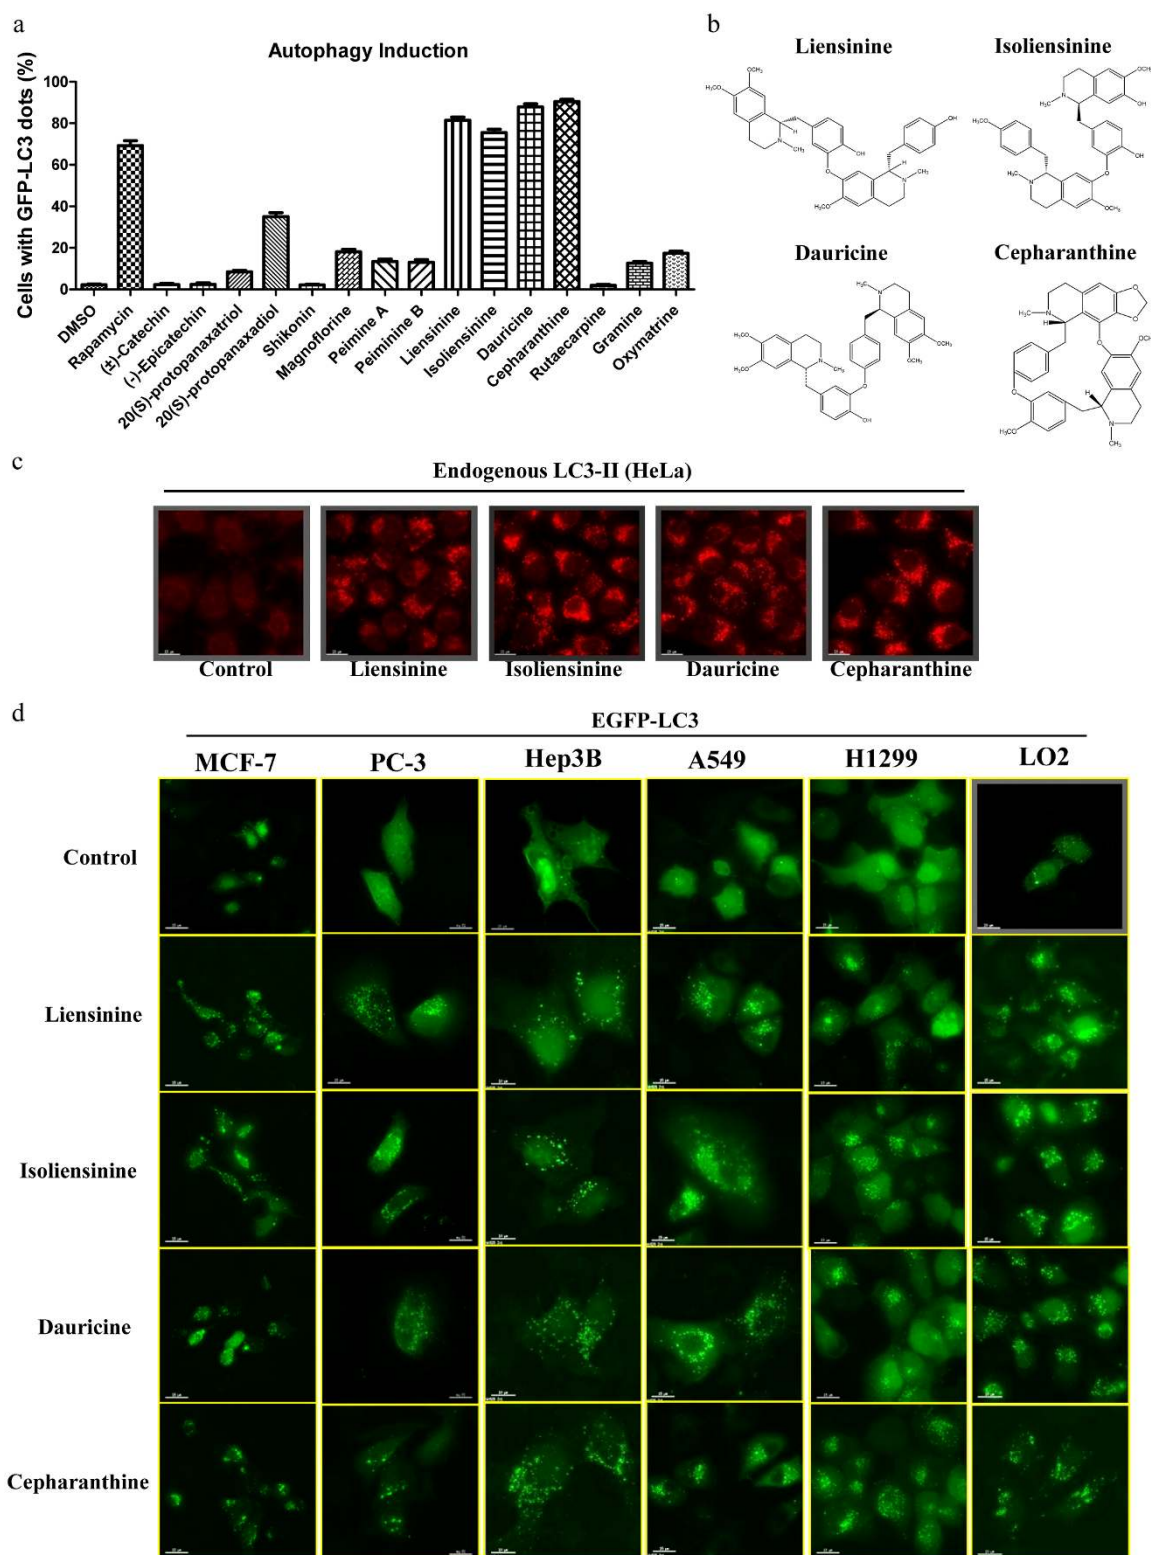 a
Autophagy Induction
Cells with GFP-LC3 dots (%)
100
80
60
40
20
0
DMSO
Rapamycin
(±)-Catechin
(-)-Epicatechin
20(S)-protopanaxatriol
20(S)-protopanaxadiol
Shikonin
Magnoflorine
Peimine A
Peiminine B
Liensinine
Isoliensinine
Dauricine
Cepharanthine
Rutaecarpine
Gramine
Oxymatrine
b
Liensinine
Isoliensinine
Dauricine
Cepharanthine
c
Endogenous LC3-II (HeLa)
Control
Liensinine
Isoliensinine
Dauricine
Cepharanthine
d
EGFP-LC3
MCF-7
PC-3
Hep3B
A549
H1299
LO2
Control
Liensinine
Isoliensinine
Dauricine
Cepharanthine